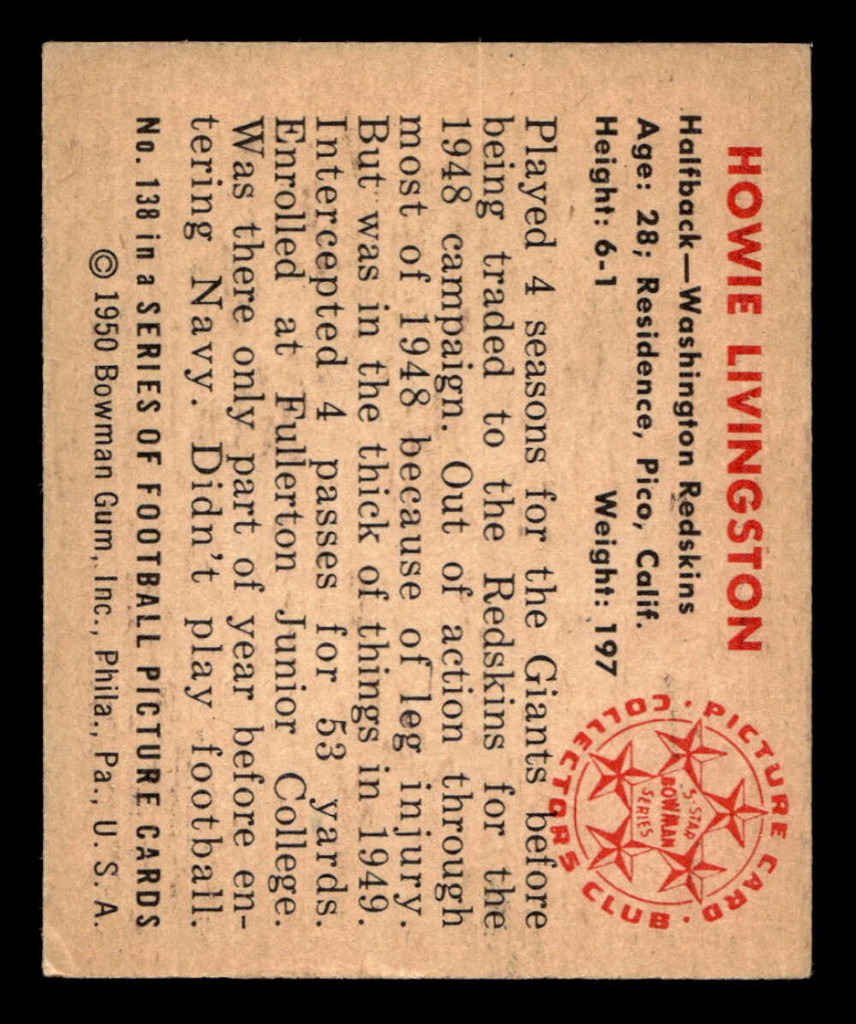 HOWIE LIVINGSTON
Halfback—Washington Redskins
Age: 28; Residence, Pico, Calif.
Height: 6-1 Weight: 197
PICTURE CARD • COLLECTORS CLUB •
5-STAR
BOWMAN
SERIES
Played 4 seasons for the Giants before
being traded to the Redskins for the
1948 campaign. Out of action through
most of 1948 because of leg injury.
But was in the thick of things in 1949.
Intercepted 4 passes for 53 yards.
Enrolled at Fullerton Junior College.
Was there only part of year before en-
tering Navy. Didn't play football.
No. 138 in a SERIES OF FOOTBALL PICTURE CARDS
© 1950 Bowman Gum, Inc., Phila., Pa., U. S. A.